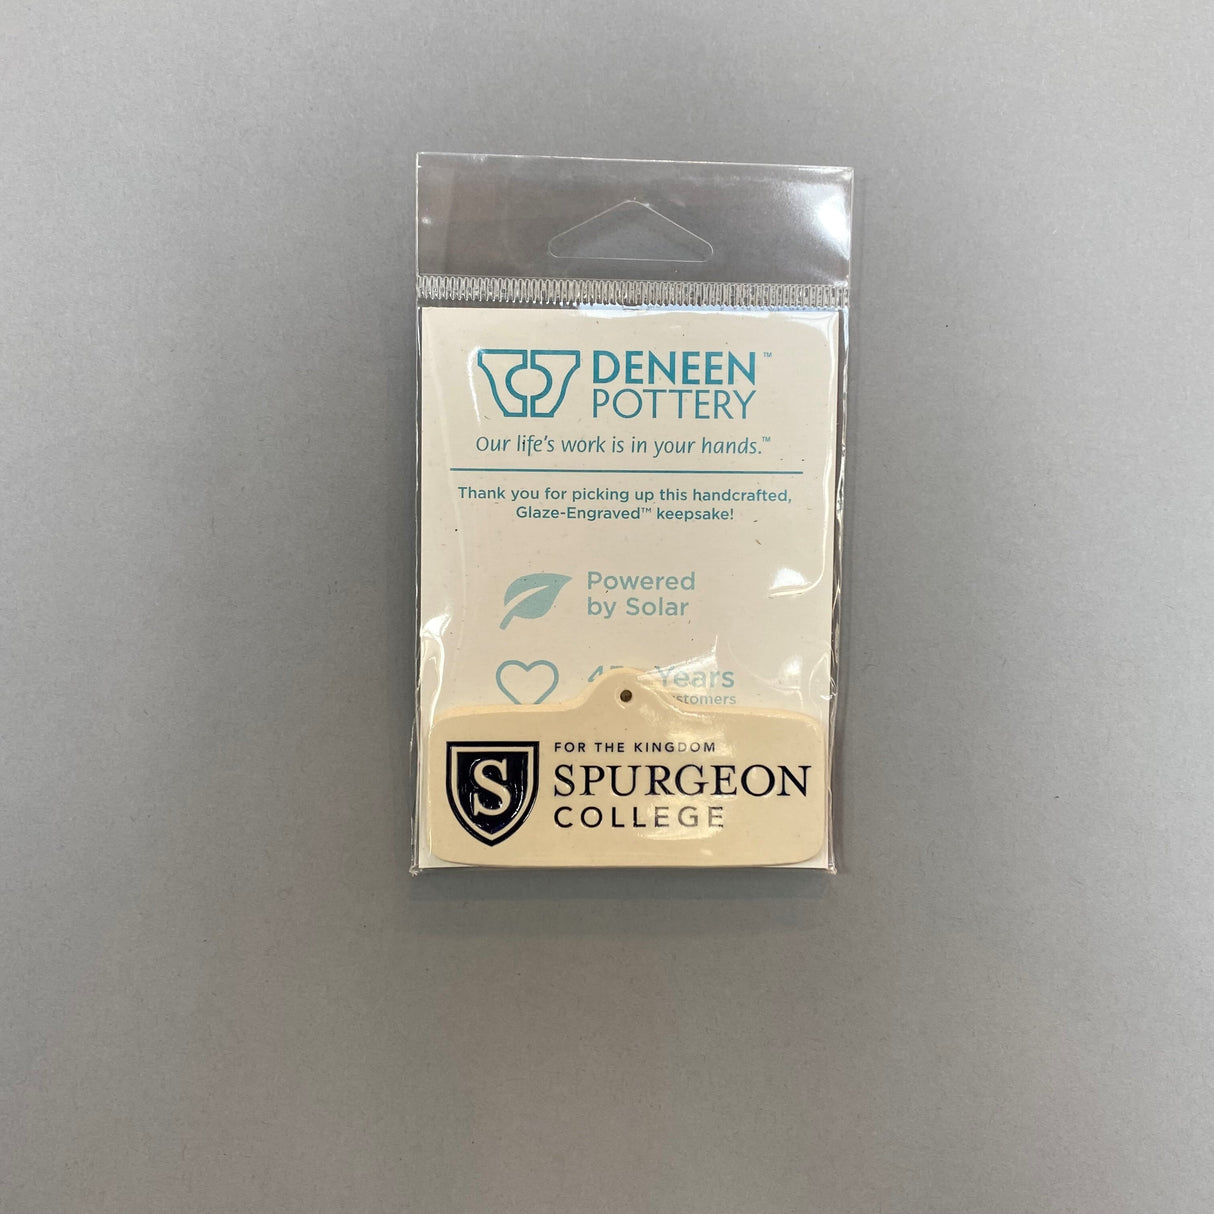 DENEEN™
POTTERY
Our life's work is in your hands.™
Thank you for picking up this handcrafted,
Glaze-Engraved™ keepsake!
Powered
by Solar
Years
S
FOR THE KINGDOM
SPURGEON
COLLEGE